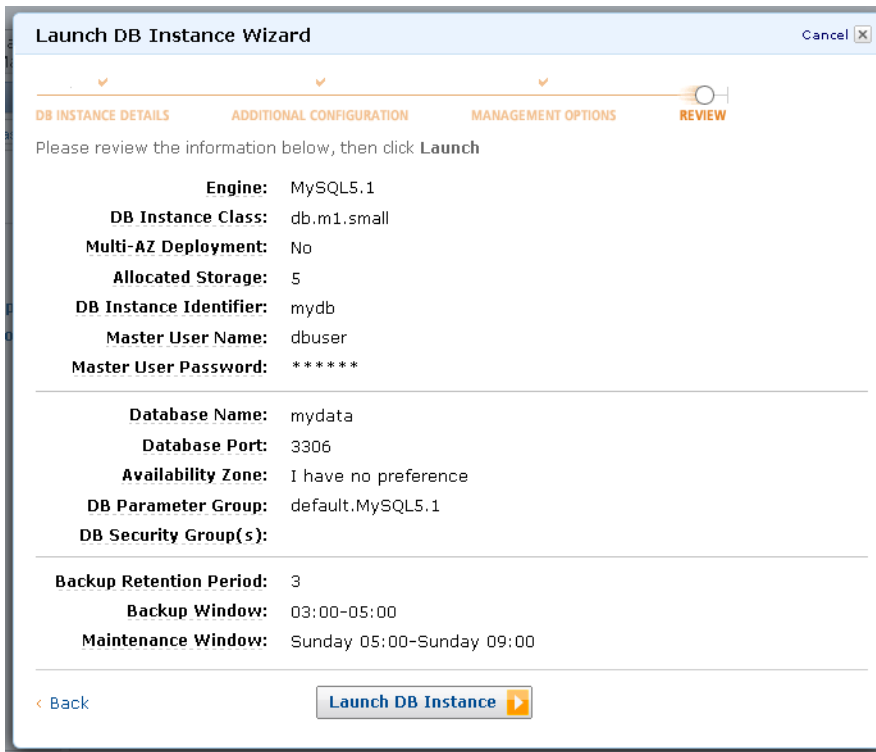 Launch DB Instance Wizard
Cancel
DB INSTANCE DETAILS ADDITIONAL CONFIGURATION MANAGEMENT OPTIONS REVIEW
Please review the information below, then click Launch
Engine: MySQL5.1
DB Instance Class: db.m1.small
Multi-AZ Deployment: No
Allocated Storage: 5
DB Instance Identifier: mydb
Master User Name: dbuser
Master User Password: ******
Database Name: mydata
Database Port: 3306
Availability Zone: I have no preference
DB Parameter Group: default.MySQL5.1
DB Security Group(s):
Backup Retention Period: 3
Backup Window: 03:00-05:00
Maintenance Window: Sunday 05:00-Sunday 09:00
< Back
Launch DB Instance